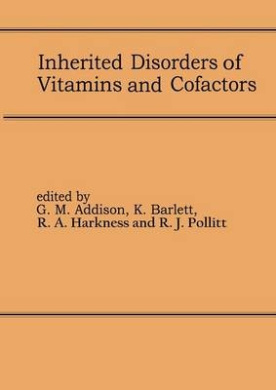 Inherited Disorders of
Vitamins and Cofactors
edited by
G. M. Addison, K. Barlett,
R. A. Harkness and R. J. Pollitt